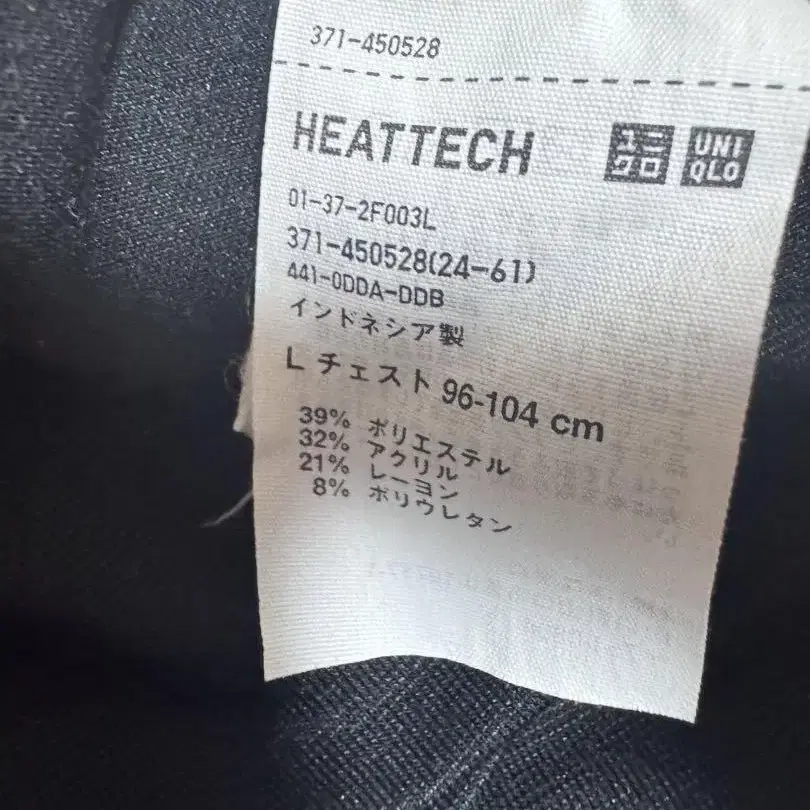 371-450528
HEATTECH
ユニクロ
UNIQLO
01-37-2F003L
371-450528(24-61)
441-0DDA-DDB
インドネシア製
L チェスト 96-104 cm
39% ポリエステル
32% アクリル
21% レーヨン
8% ポリウレタン